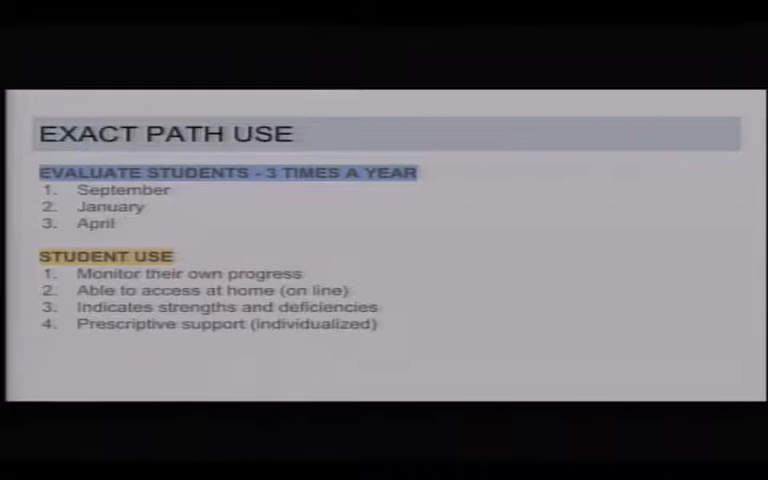 EXACT PATH USE
EVALUATE STUDENTS - 3 TIMES A YEAR
1. September
2. January
3. April
STUDENT USE
1. Monitor their own progress
2. Able to access at home (on line)
3. Indicates strengths and deficiencies
4. Prescriptive support (individualized)